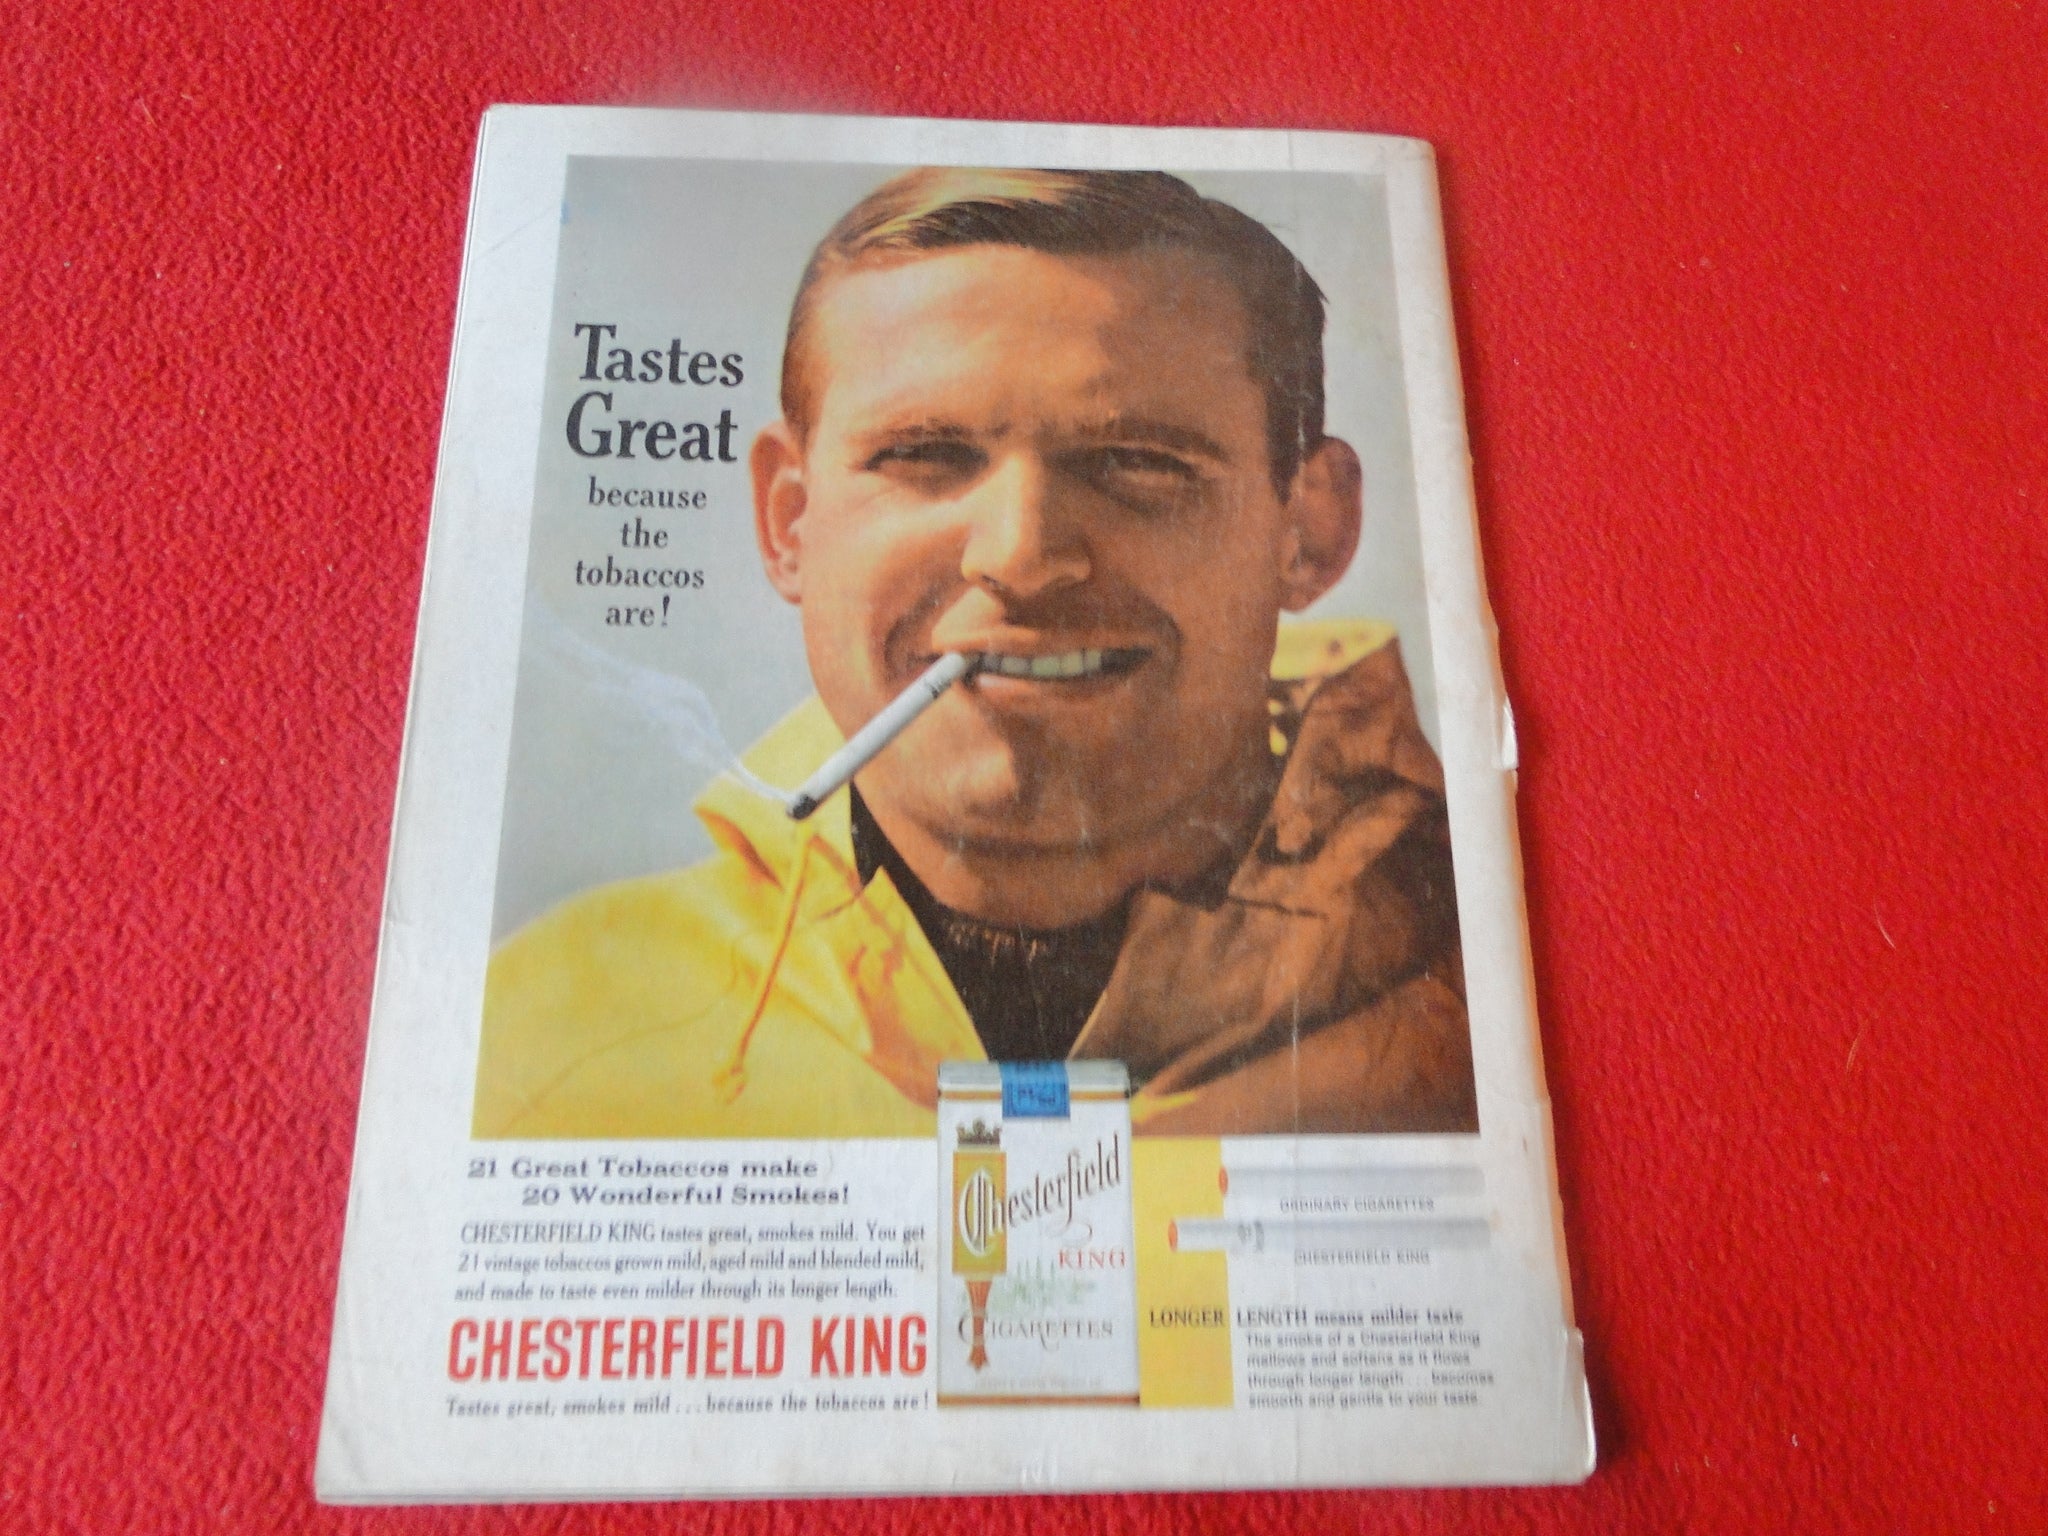 Tastes
Great
because
the
tobaccos
are!
21 Great Tobaccos make
20 Wonderful Smokes!
CHESTERFIELD KING tastes great, smokes mild. You get
21 vintage tobaccos grown mild, aged mild and blended mild,
and made to taste even milder through its longer length.
CHESTERFIELD KING
Tastes great, smokes mild . . . because the tobaccos are!
Chesterfield
KING
CIGARETTES
ORDINARY CIGARETTES
CHESTERFIELD KING
LONGER LENGTH means milder taste
The smoke of a Chesterfield King
mellows and softens as it flows
through longer length . . . becomes
smooth and gentle to your taste.